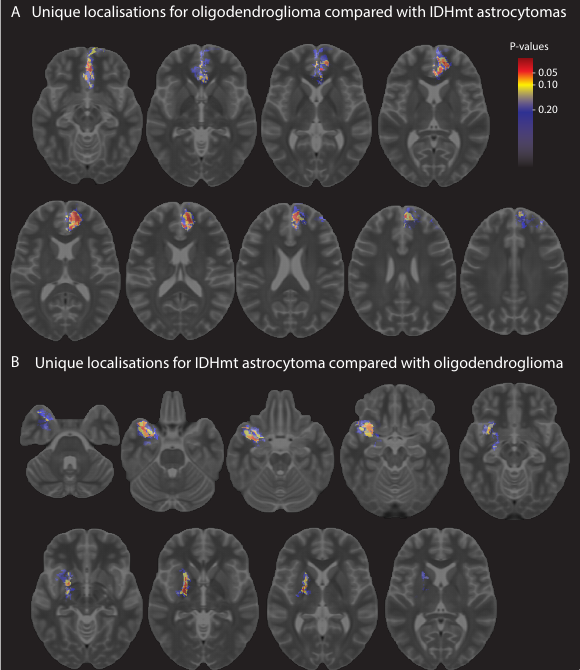 A Unique localisations for oligodendroglioma compared with IDHmt astrocytomas
P-values
0.05
0.10
0.20
B Unique localisations for IDHmt astrocytoma compared with oligodendroglioma